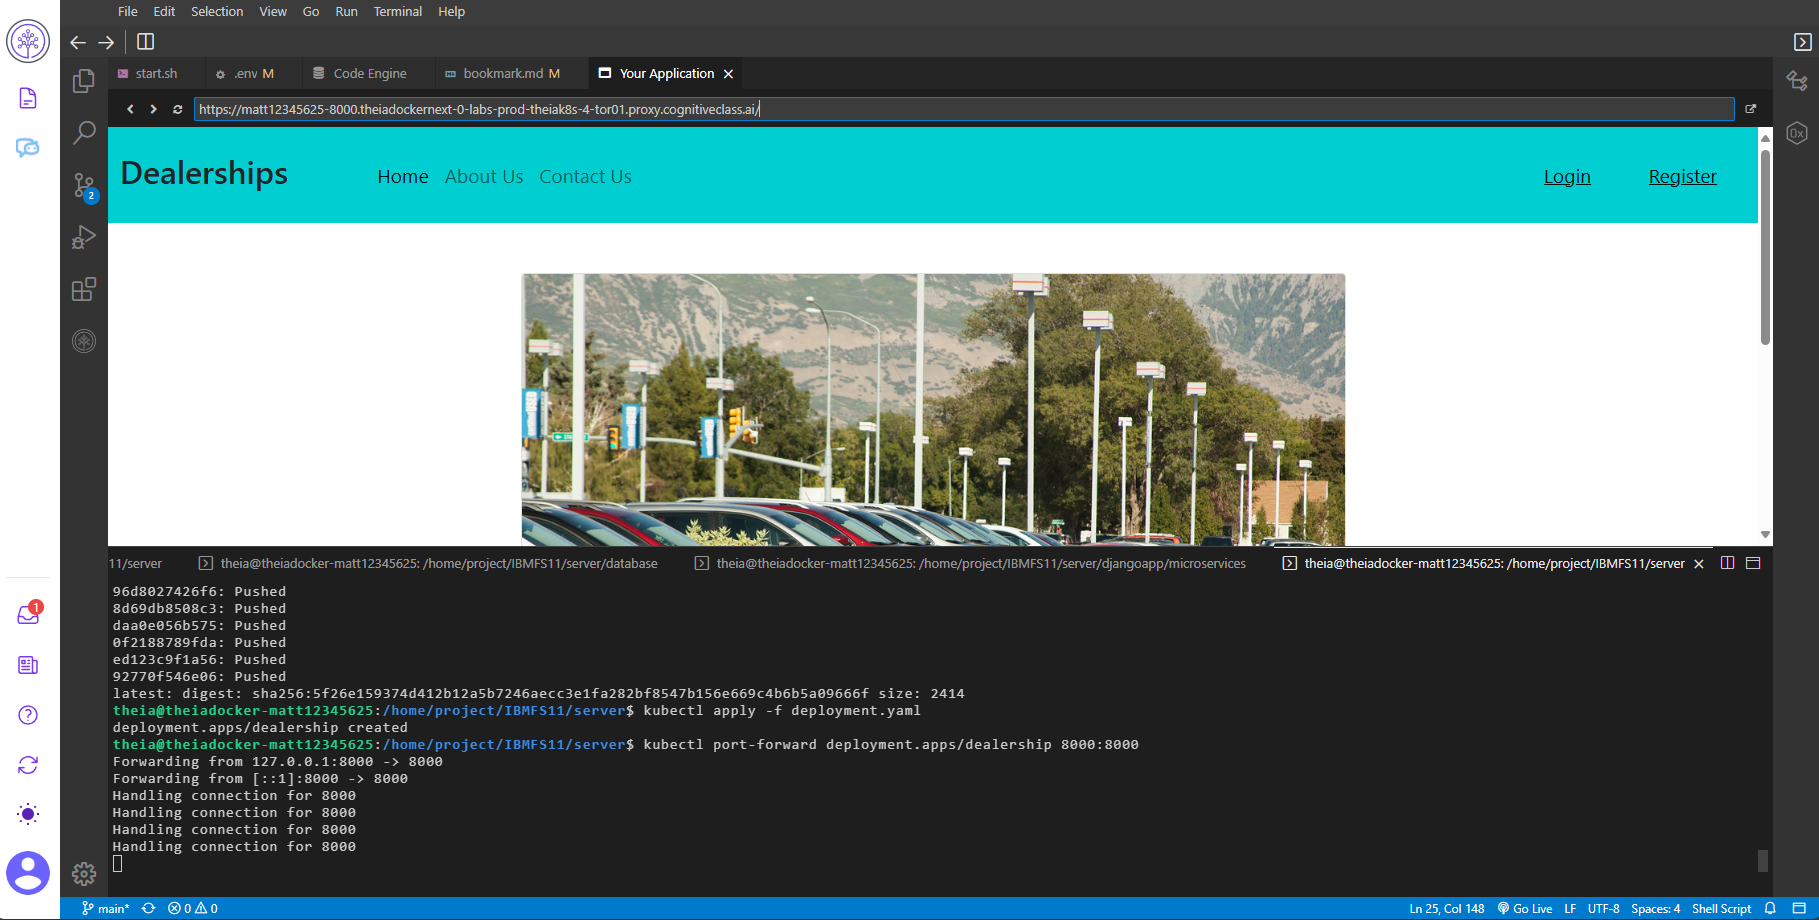 File Edit Selection View Go Run Terminal Help
start.sh .env M Code Engine bookmark.md M Your Application
https://matt12345625-8000.theiadockernext-0-labs-prod-theiak8s-4-tor01.proxy.cognitiveclass.ai/
Dealerships Home About Us Contact Us Login Register
2
0x
11/server theia@theiadocker-matt12345625: /home/project/IBMFS11/server/database theia@theiadocker-matt12345625: /home/project/IBMFS11/server/djangoapp/microservices theia@theiadocker-matt12345625: /home/project/IBMFS11/server
96d8027426f6: Pushed
8d69db8508c3: Pushed
daa0e056b575: Pushed
0f2188789fda: Pushed
ed123c9f1a56: Pushed
92770f546e06: Pushed
latest: digest: sha256:5f26e159374d412b12a5b7246aecc3e1fa282bf8547b156e669c4b6b5a09666f size: 2414
theia@theiadocker-matt12345625:/home/project/IBMFS11/server$ kubectl apply -f deployment.yaml
deployment.apps/dealership created
theia@theiadocker-matt12345625:/home/project/IBMFS11/server$ kubectl port-forward deployment.apps/dealership 8000:8000
Forwarding from 127.0.0.1:8000 -> 8000
Forwarding from [::1]:8000 -> 8000
Handling connection for 8000
Handling connection for 8000
Handling connection for 8000
Handling connection for 8000
1
main* 0 0 Ln 25, Col 148 Go Live LF UTF-8 Spaces: 4 Shell Script